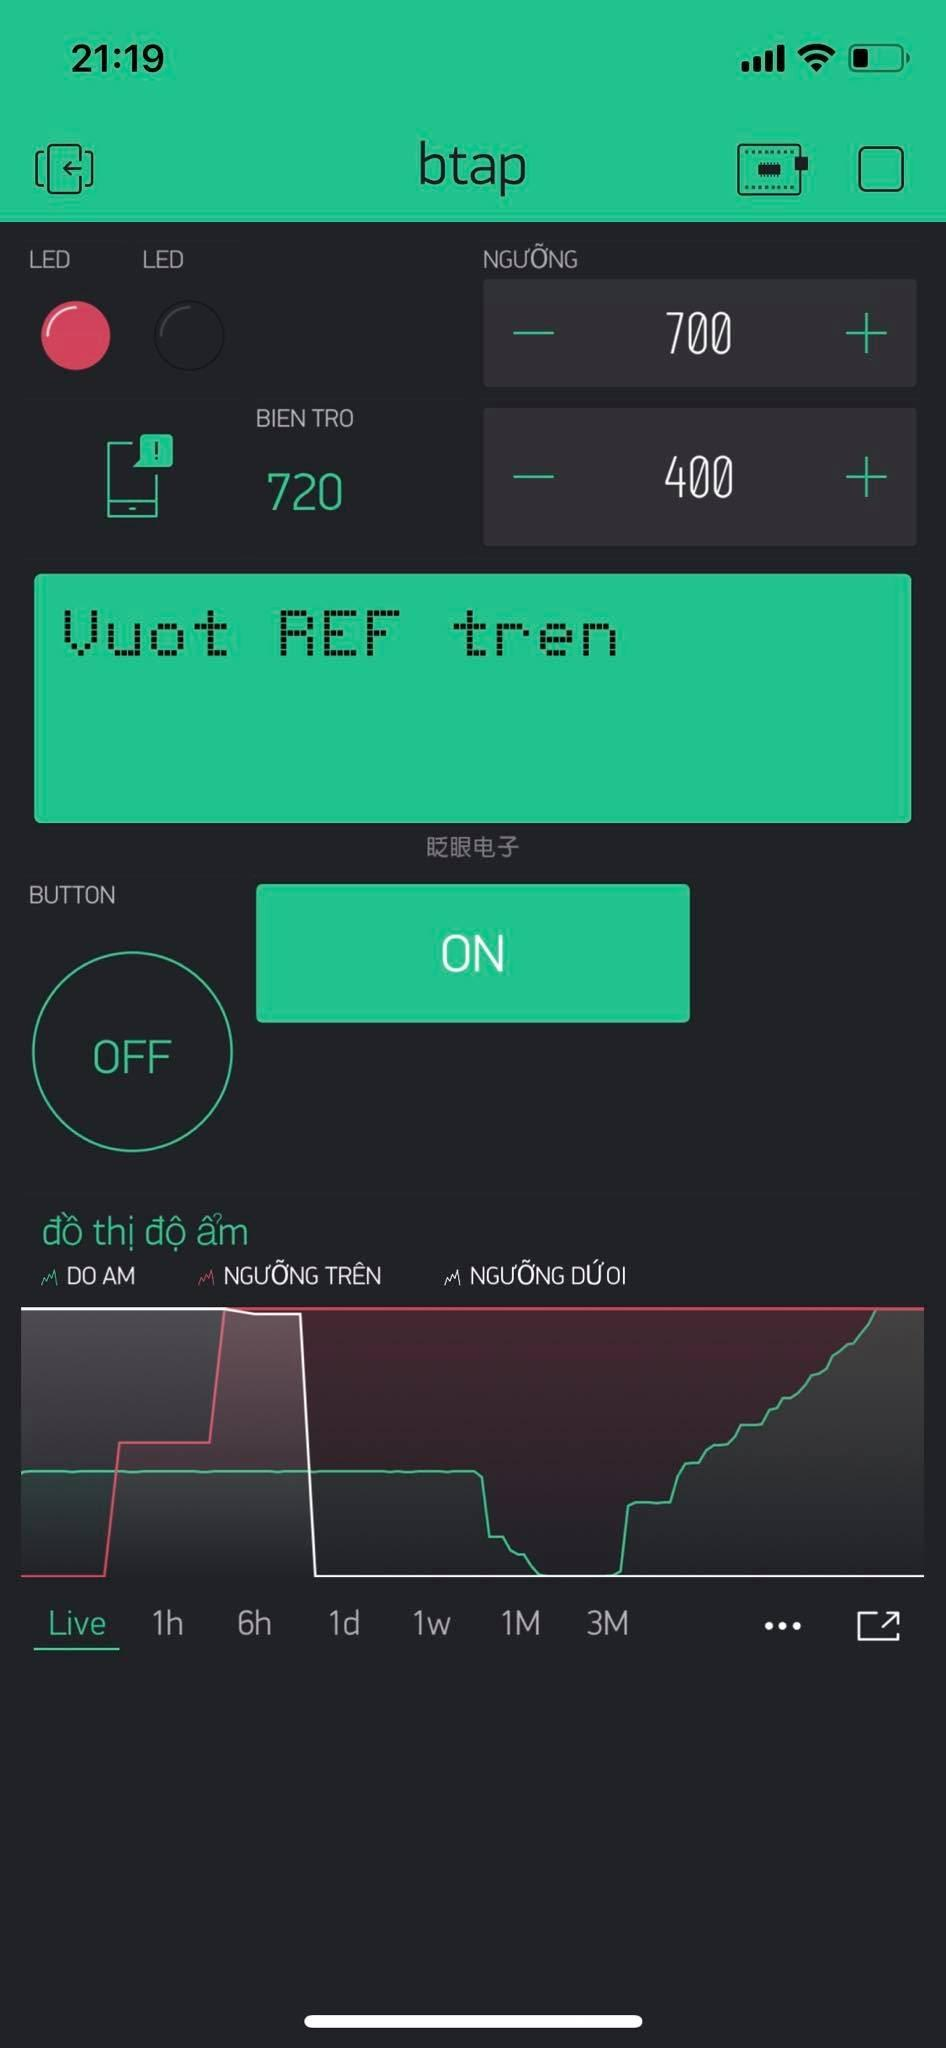 21:19
btap
LED LED NGƯỠNG
700
BIEN TRO
720
400
Vuot REF tren
眨眼电子
BUTTON
ON
OFF
đồ thị độ ẩm
DO AM NGƯỠNG TRÊN NGƯỠNG DỨOI
Live 1h 6h 1d 1w 1M 3M